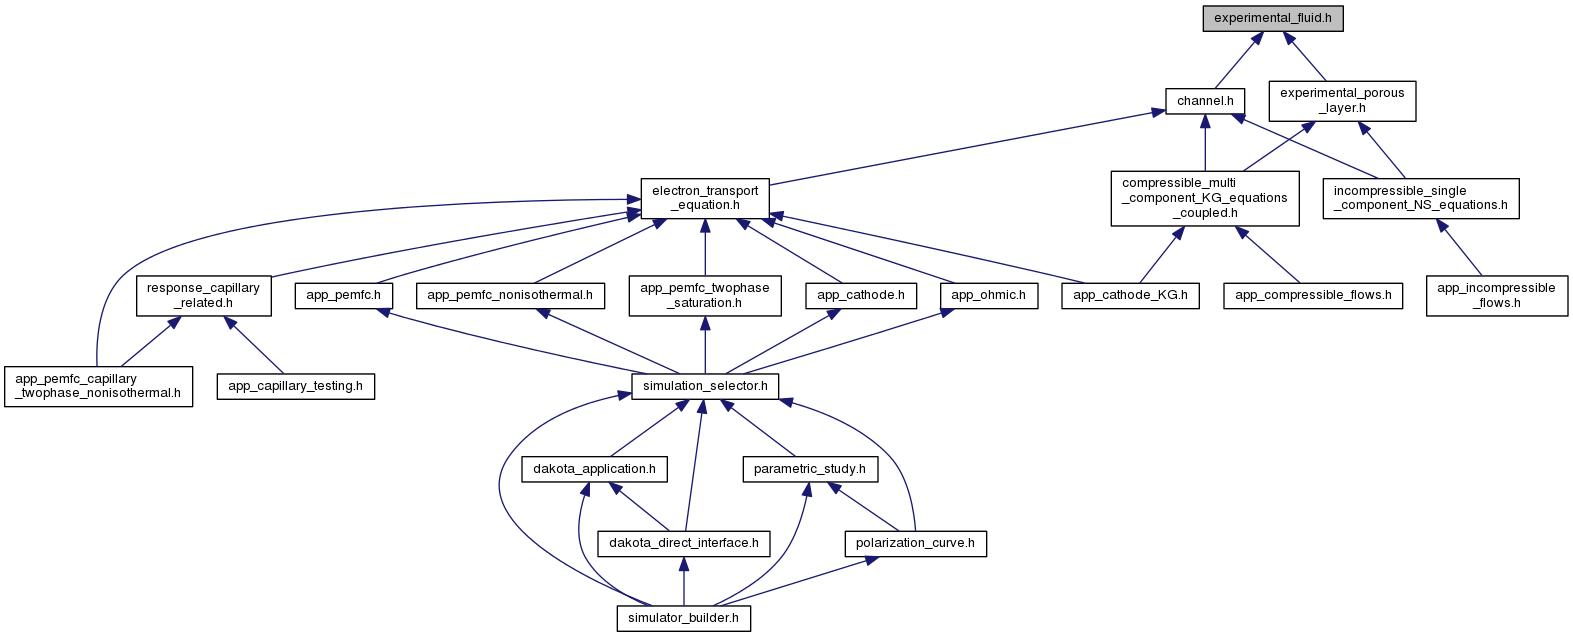 experimental_fluid.h
channel.h
experimental_porous
_layer.h
electron_transport
_equation.h
compressible_multi
_component_KG_equations
_coupled.h
incompressible_single
_component_NS_equations.h
response_capillary
_related.h
app_pemfc.h
app_pemfc_nonisothermal.h
app_pemfc_twophase
_saturation.h
app_cathode.h
app_ohmic.h
app_cathode_KG.h
app_compressible_flows.h
app_incompressible
_flows.h
app_pemfc_capillary
_twophase_nonisothermal.h
app_capillary_testing.h
simulation_selector.h
dakota_application.h
parametric_study.h
dakota_direct_interface.h
polarization_curve.h
simulator_builder.h